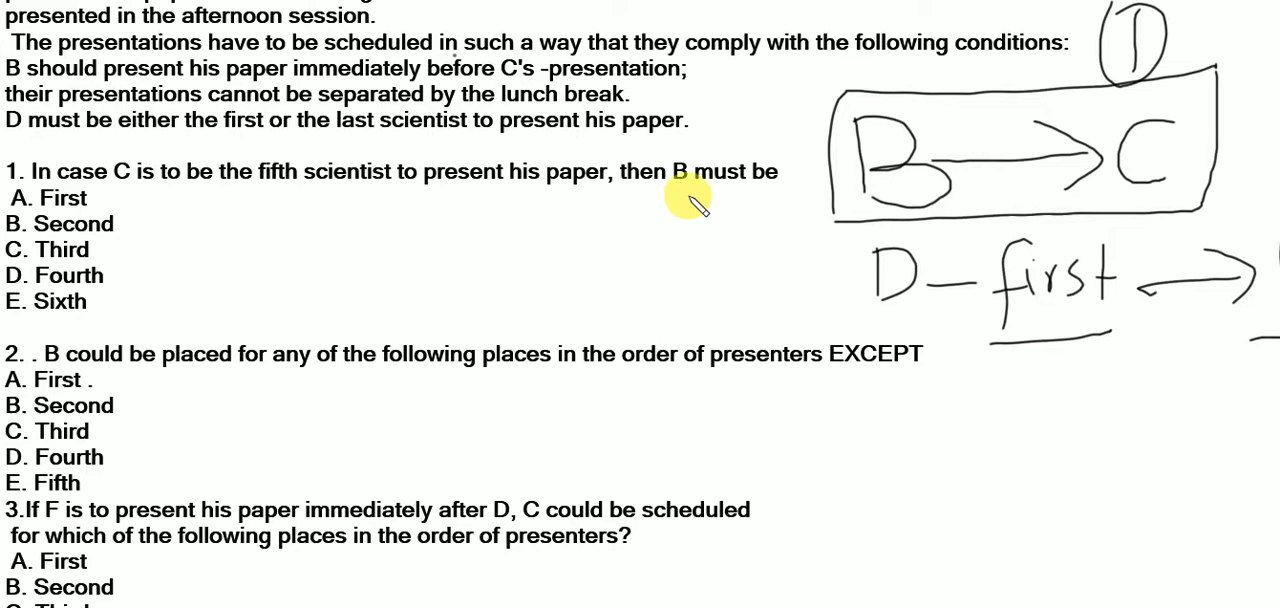 presented in the afternoon session.
The presentations have to be scheduled in such a way that they comply with the following conditions:
B should present his paper immediately before C's -presentation;
their presentations cannot be separated by the lunch break.
D must be either the first or the last scientist to present his paper.
1. In case C is to be the fifth scientist to present his paper, then B must be
A. First
B. Second
C. Third
D. Fourth
E. Sixth
2. . B could be placed for any of the following places in the order of presenters EXCEPT
A. First .
B. Second
C. Third
D. Fourth
E. Fifth
3.If F is to present his paper immediately after D, C could be scheduled
for which of the following places in the order of presenters?
A. First
B. Second
B → C
D - first ↔